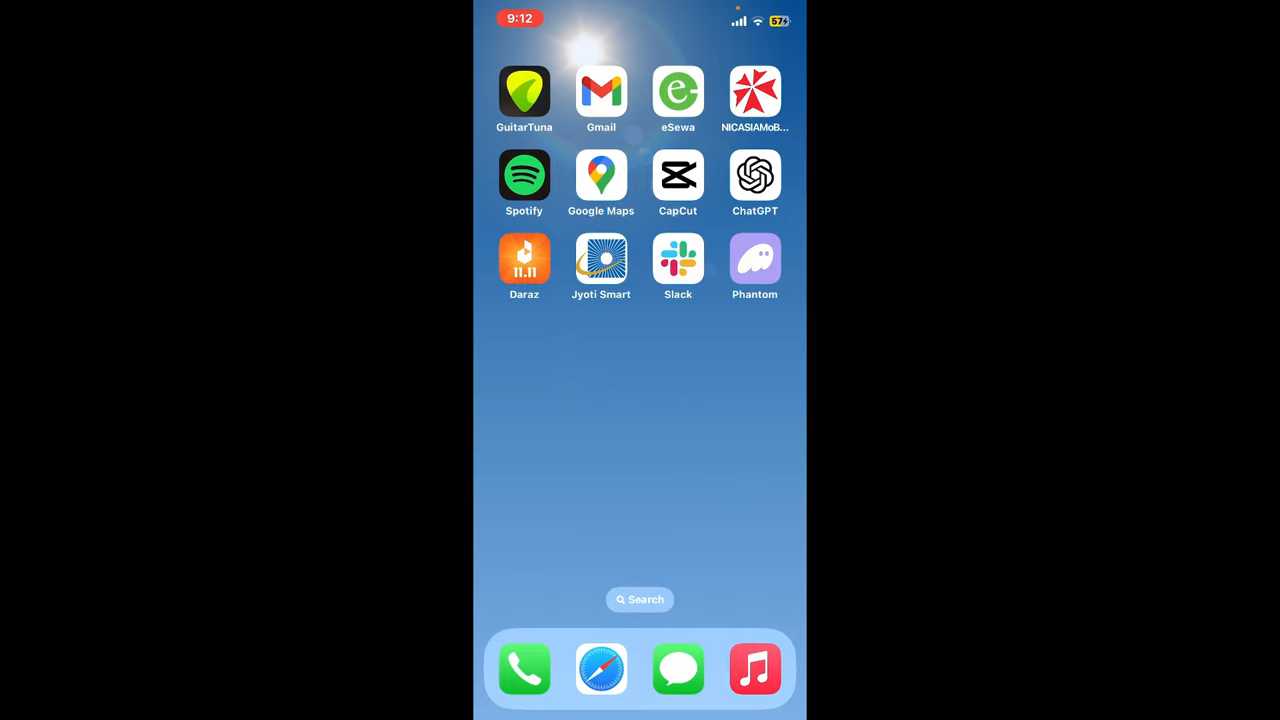 9:12
57
GuitarTuna Gmail eSewa NICASIAMoB...
Spotify Google Maps CapCut ChatGPT
11.11
Daraz Jyoti Smart Slack Phantom
Search